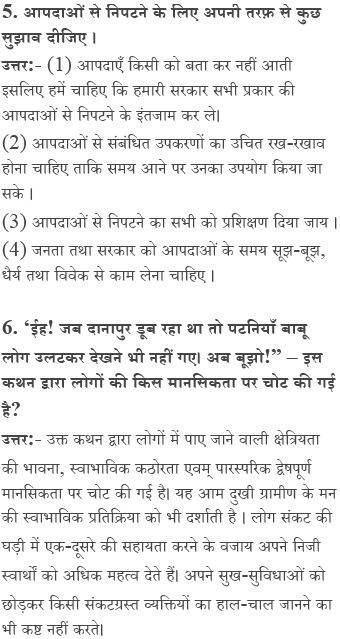 5. आपदाओं से निपटने के लिए अपनी तरफ़ से कुछ
सुझाव दीजिए ।
उत्तर:- (1) आपदाएँ किसी को बता कर नहीं आती
इसलिए हमें चाहिए कि हमारी सरकार सभी प्रकार की
आपदाओं से निपटने के इंतजाम कर ले।
(2) आपदाओं से संबंधित उपकरणों का उचित रख-रखाव
होना चाहिए ताकि समय आने पर उनका उपयोग किया जा
सके ।
(3) आपदाओं से निपटने का सभी को प्रशिक्षण दिया जाय ।
(4) जनता तथा सरकार को आपदाओं के समय सूझ-बूझ,
धैर्य तथा विवेक से काम लेना चाहिए ।
6. ‘ईह! जब दानापुर डूब रहा था तो पटनियाँ बाबू
लोग उलटकर देखने भी नहीं गए। अब बूझो!” – इस
कथन द्वारा लोगों की किस मानसिकता पर चोट की गई
है?
उत्तर:- उक्त कथन द्वारा लोगों में पाए जाने वाली क्षेत्रियता
की भावना, स्वाभाविक कठोरता एवम् पारस्परिक द्वेषपूर्ण
मानसिकता पर चोट की गई है। यह आम दुखी ग्रामीण के मन
की स्वाभाविक प्रतिक्रिया को भी दर्शाती है । लोग संकट की
घड़ी में एक-दूसरे की सहायता करने के वजाय अपने निजी
स्वार्थों को अधिक महत्व देते हैं। अपने सुख-सुविधाओं को
छोड़कर किसी संकटग्रस्त व्यक्तियों का हाल-चाल जानने का
भी कष्ट नहीं करते।